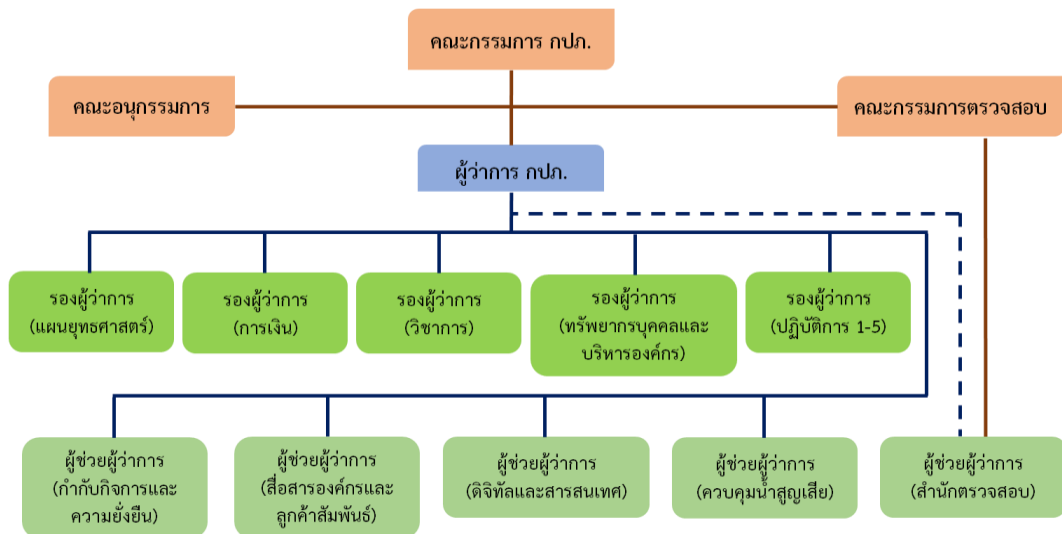 คณะกรรมการ กปภ.
คณะอนุกรรมการ
คณะกรรมการตรวจสอบ
ผู้ว่าการ กปภ.
รองผู้ว่าการ
(แผนยุทธศาสตร์)
รองผู้ว่าการ
(การเงิน)
รองผู้ว่าการ
(วิชาการ)
รองผู้ว่าการ
(ทรัพยากรบุคคลและ
บริหารองค์กร)
รองผู้ว่าการ
(ปฏิบัติการ 1-5)
ผู้ช่วยผู้ว่าการ
(กำกับกิจการและ
ความยั่งยืน)
ผู้ช่วยผู้ว่าการ
(สื่อสารองค์กรและ
ลูกค้าสัมพันธ์)
ผู้ช่วยผู้ว่าการ
(ดิจิทัลและสารสนเทศ)
ผู้ช่วยผู้ว่าการ
(ควบคุมน้ำสูญเสีย)
ผู้ช่วยผู้ว่าการ
(สำนักตรวจสอบ)